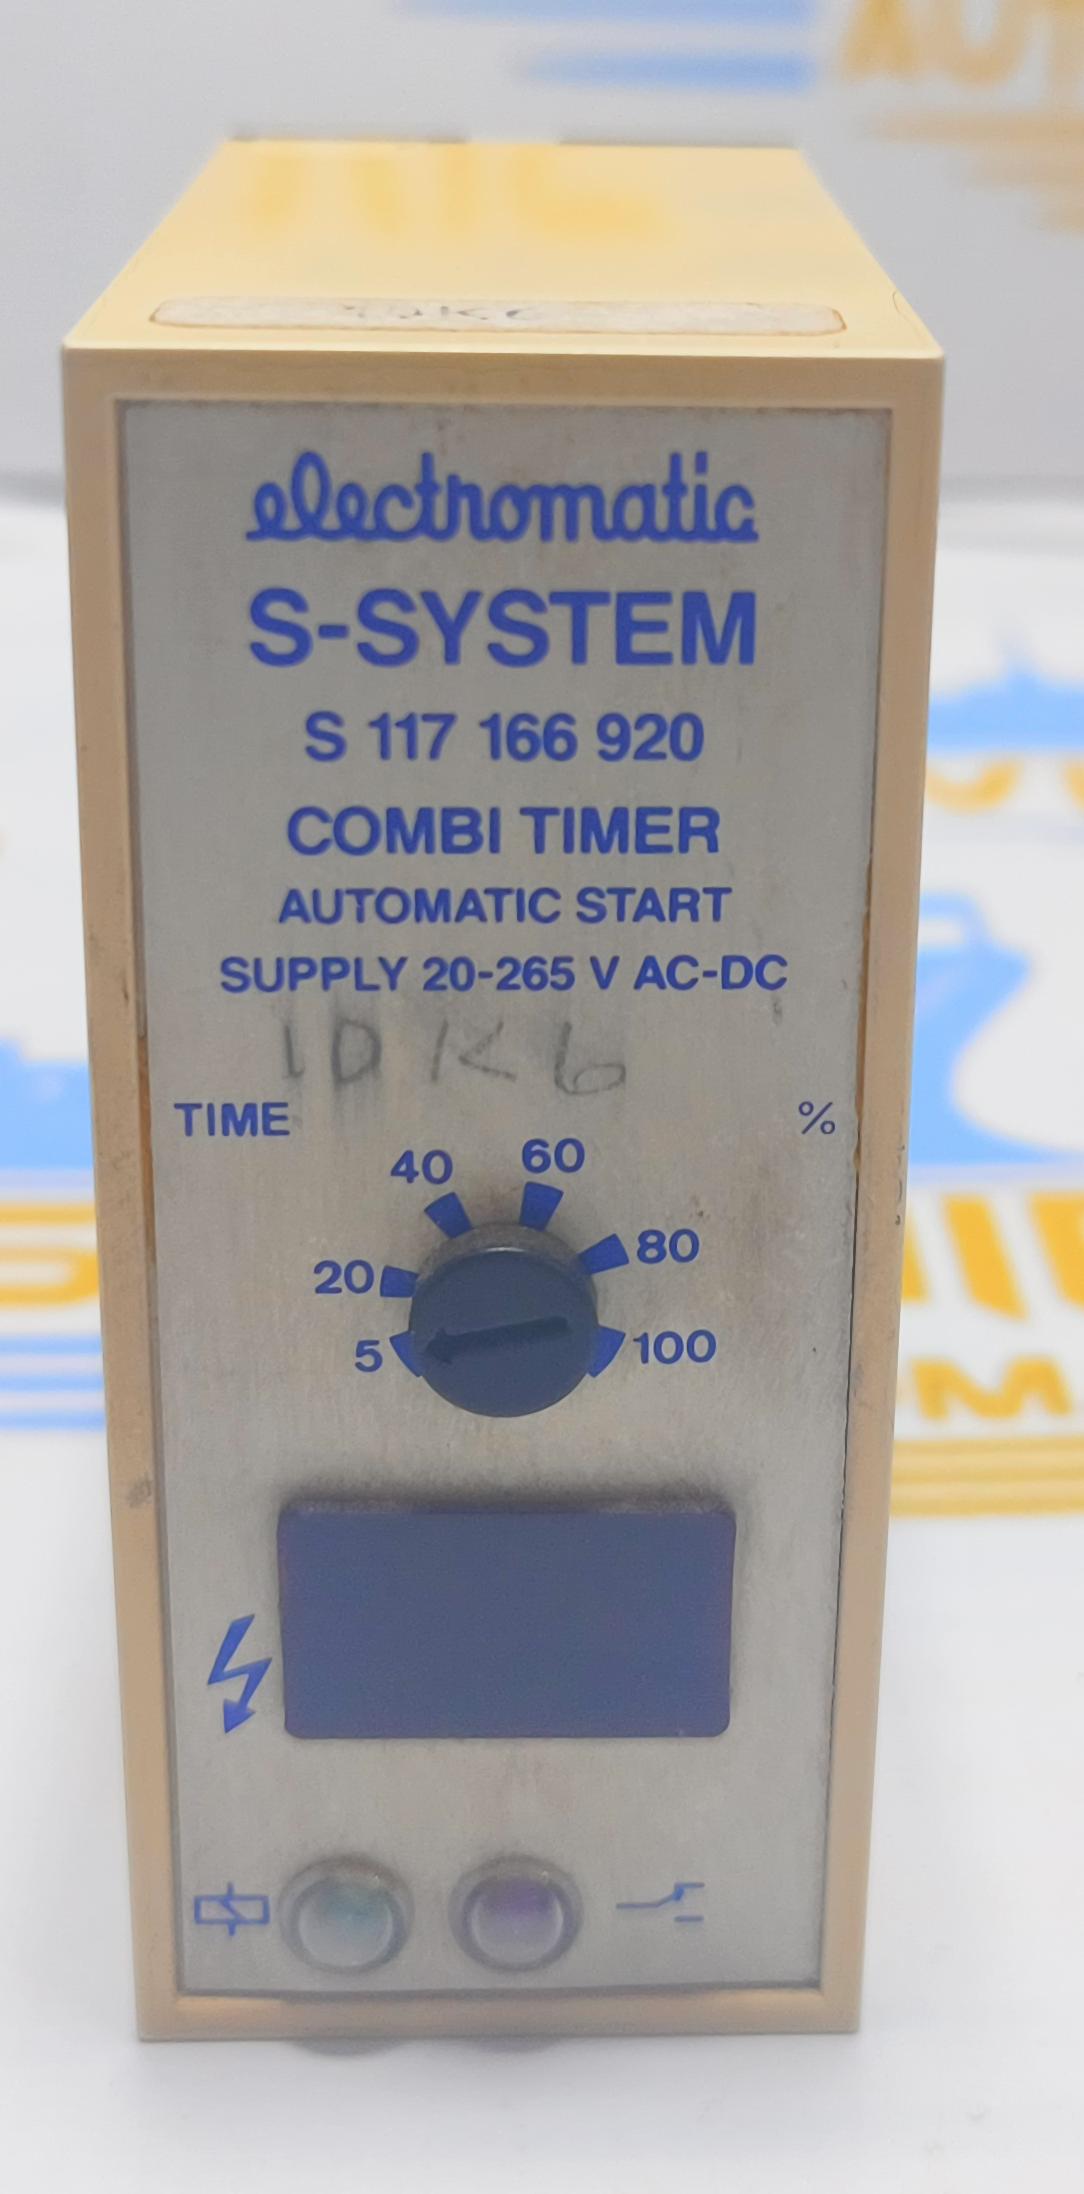 electromatic
S-SYSTEM
S 117 166 920
COMBI TIMER
AUTOMATIC START
SUPPLY 20-265 V AC-DC
1DK6
TIME %
40 60
20 80
5 100